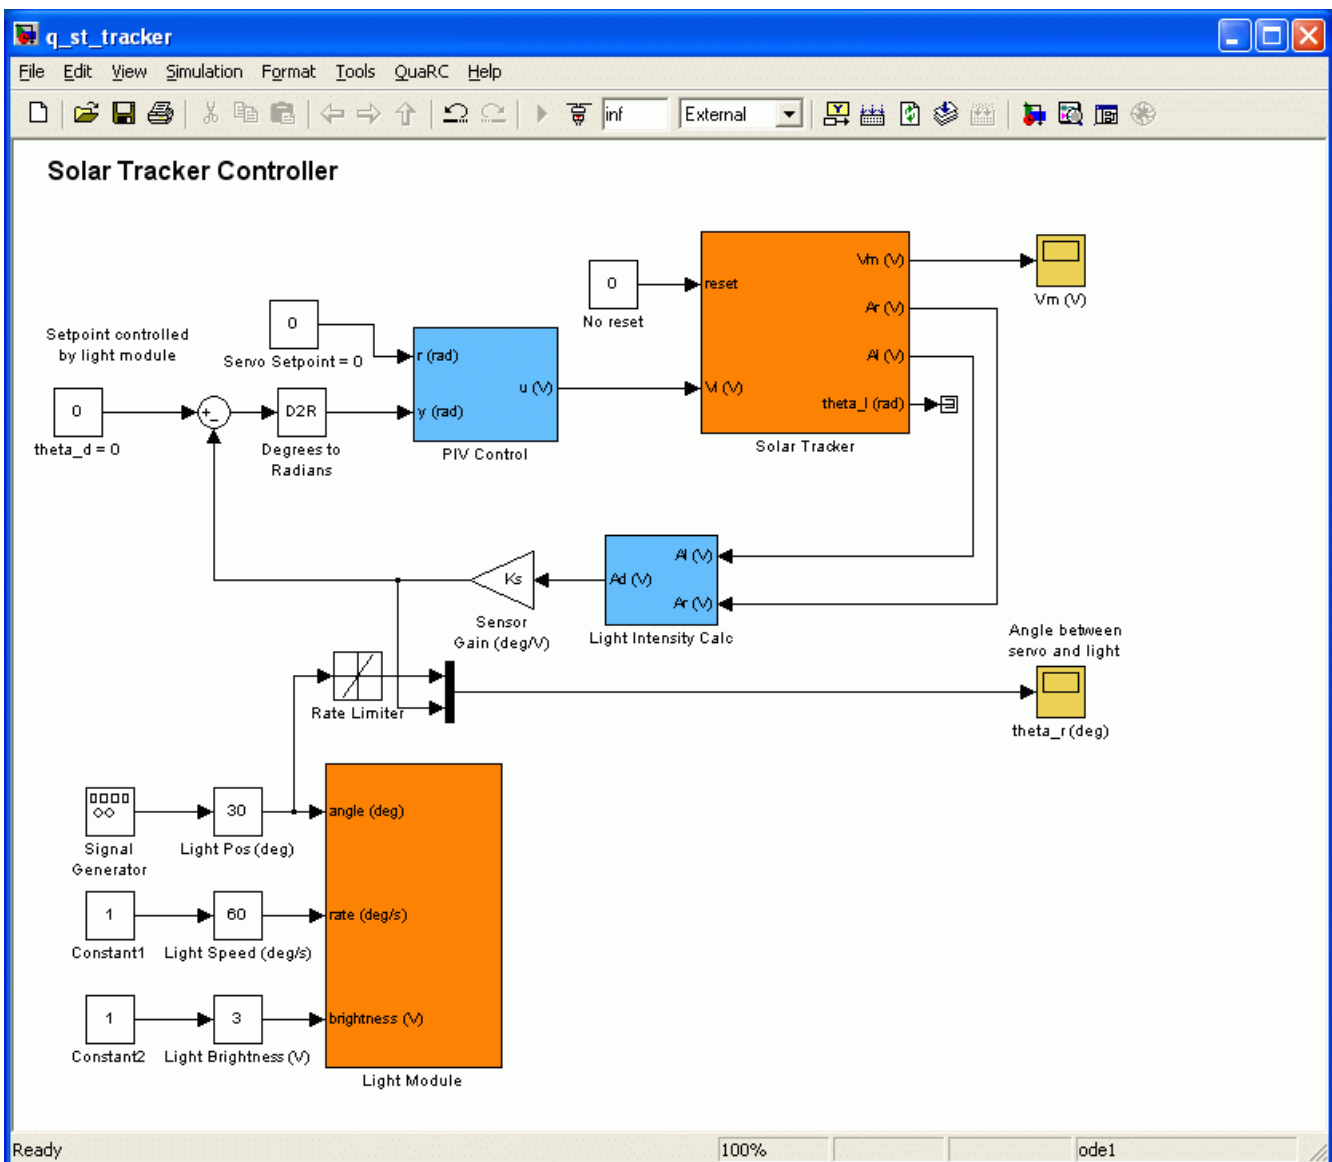 q_st_tracker
File Edit View Simulation Format Tools QuaRC Help
inf External
Solar Tracker Controller
Setpoint controlled
by light module
0
theta_d = 0
+
-
0
Servo Setpoint = 0
D2R
Degrees to
Radians
r (rad)
y (rad)
u (V)
PIV Control
0
No reset
reset
Vl (V)
Vm (V)
Ar (V)
Al (V)
theta_l (rad)
Solar Tracker
Vm (V)
Al (V)
Ad (V)
Ar (V)
Light Intensity Calc
Ks
Sensor
Gain (deg/V)
Rate Limiter
Angle between
servo and light
theta_r (deg)
Signal
Generator
30
Light Pos (deg)
angle (deg)
1
Constant1
60
Light Speed (deg/s)
rate (deg/s)
1
Constant2
3
Light Brightness (V)
brightness (V)
Light Module
Ready 100% ode1